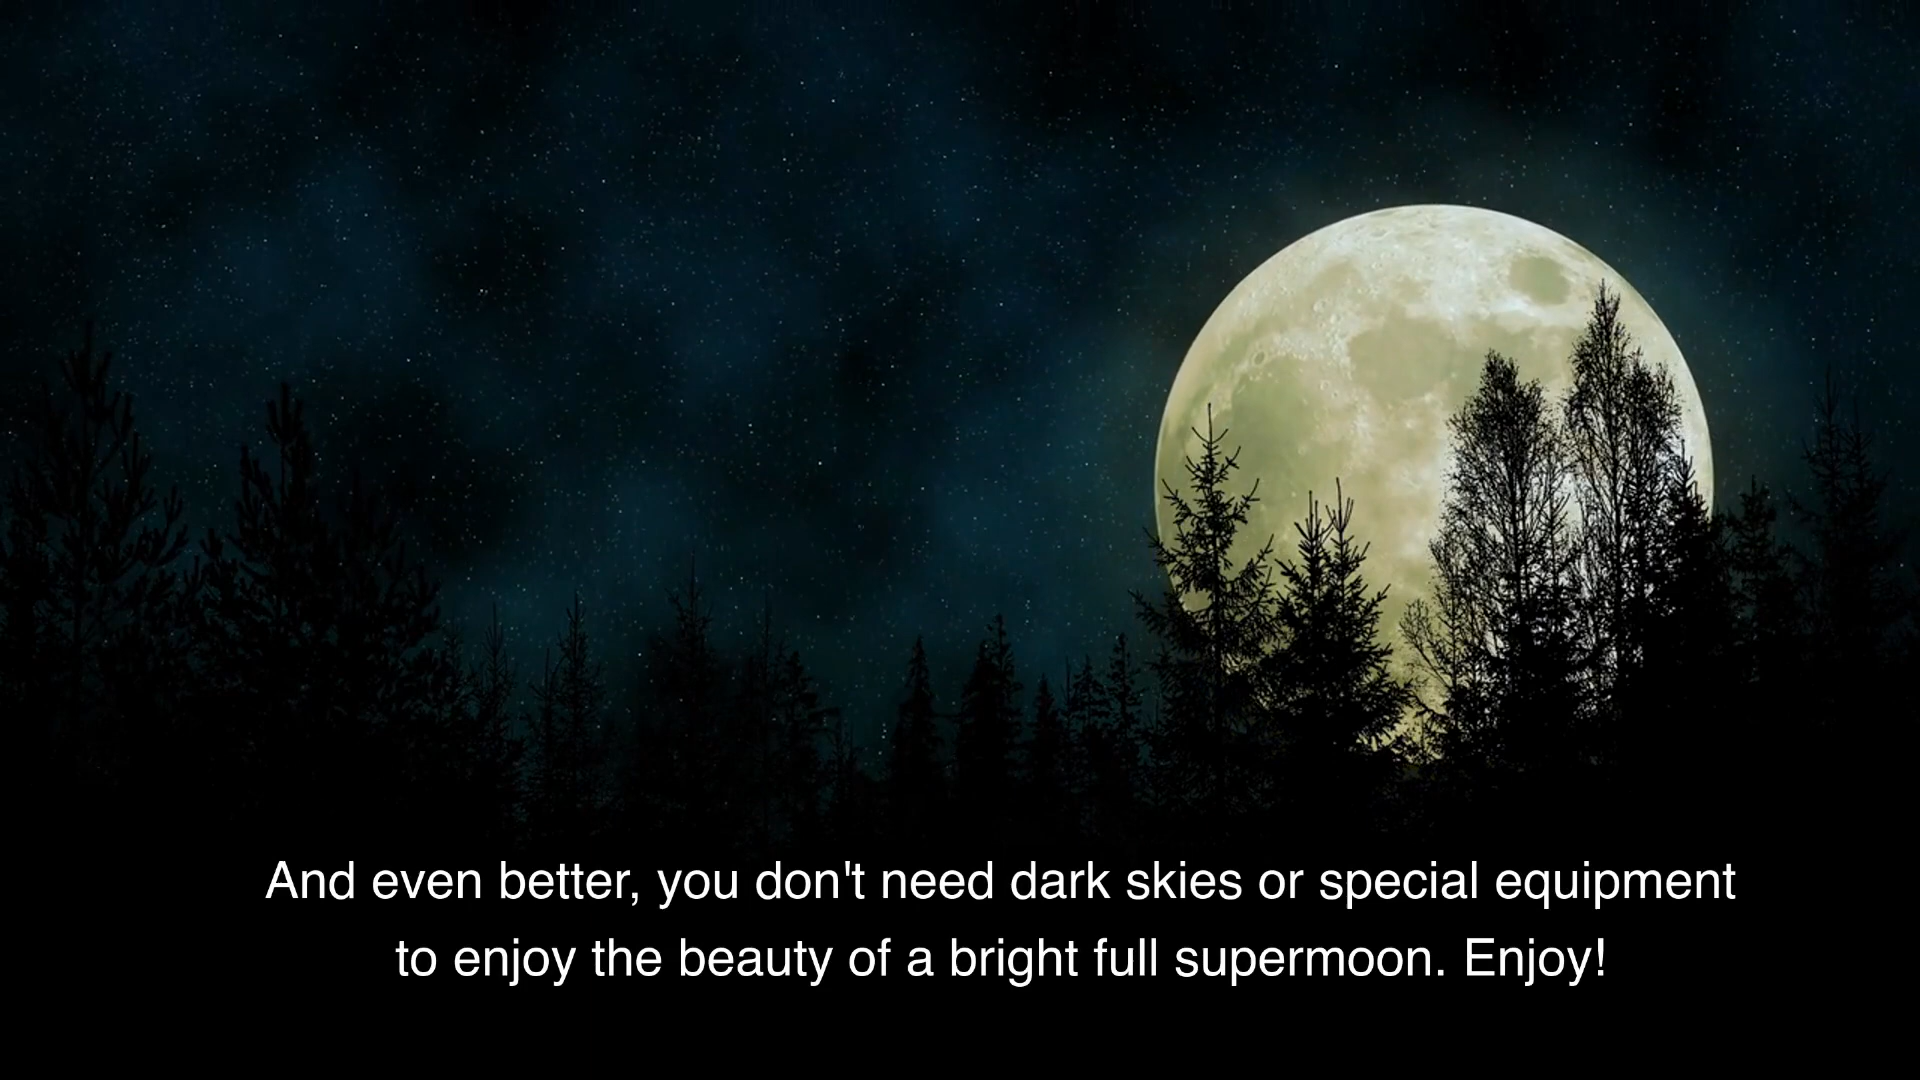 And even better, you don't need dark skies or special equipment
to enjoy the beauty of a bright full supermoon. Enjoy!